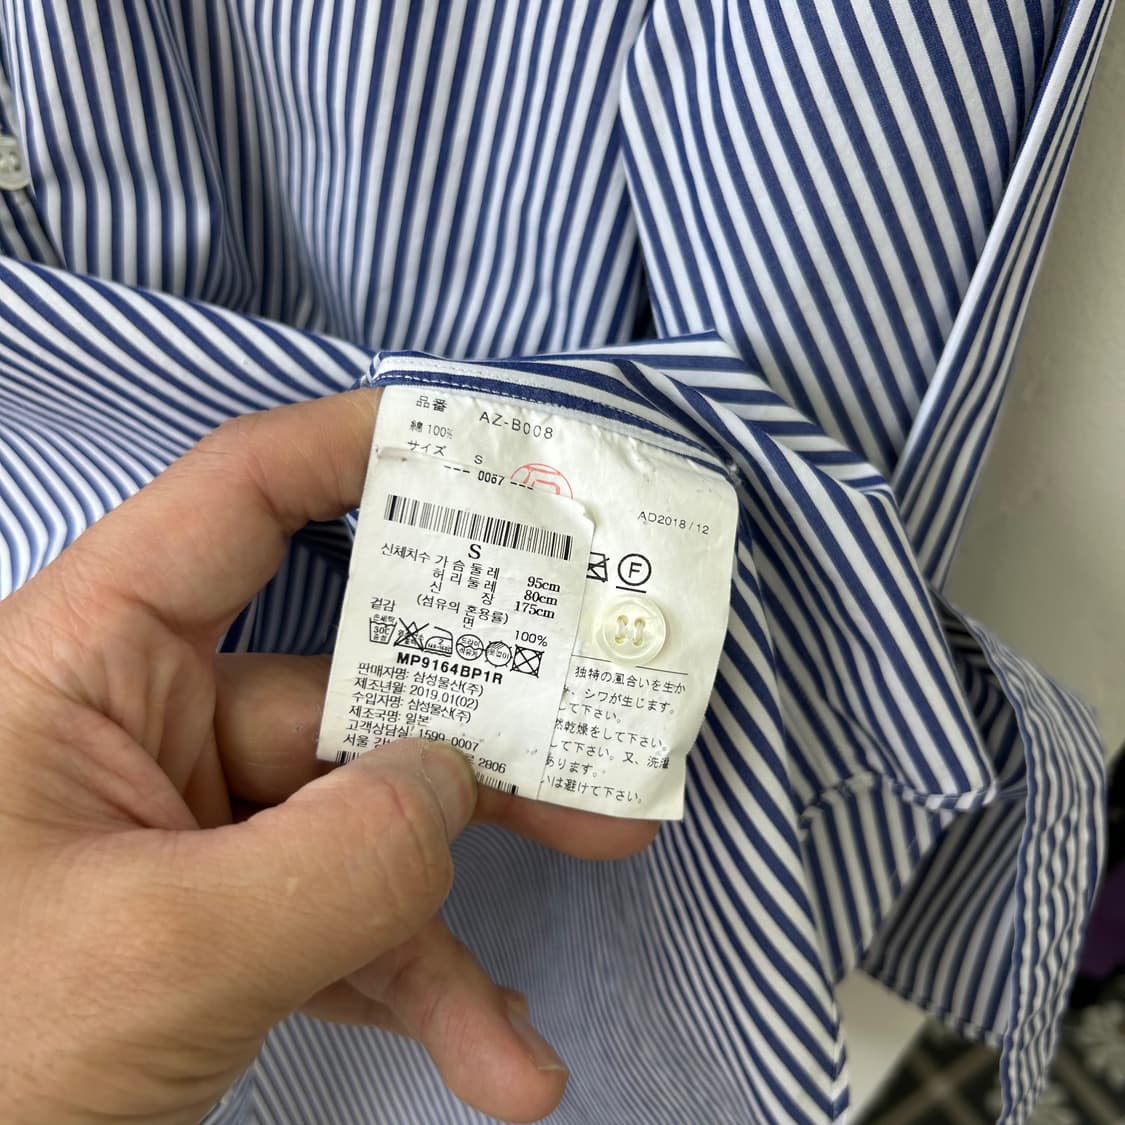 品番 AZ-B008
綿 100%
サイズ S
--- 0067 ---
AD2018/12
S
신체치수 가슴둘레 95cm
허리둘레 80cm
신장 175cm
(섬유의 혼용률)
겉감 면 100%
F
MP9164BP1R
판매자명: 삼성물산(주)
제조년월: 2019.01(02)
수입자명: 삼성물산(주)
제조국명: 일본
고객상담실: 1599-0007
서울 2806
独特の風合いを生か
、シワが生じます。
して下さい。
乾燥をして下さい。
して下さい。又、洗濯
あります。
は避けて下さい。